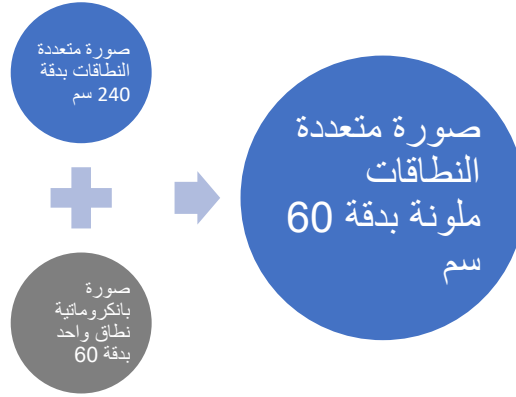 صورة متعددة
النطاقات بدقة
240 سم
صورة
بانكروماتية
نطاق واحد
بدقة 60
صورة متعددة
النطاقات
ملونة بدقة 60
سم